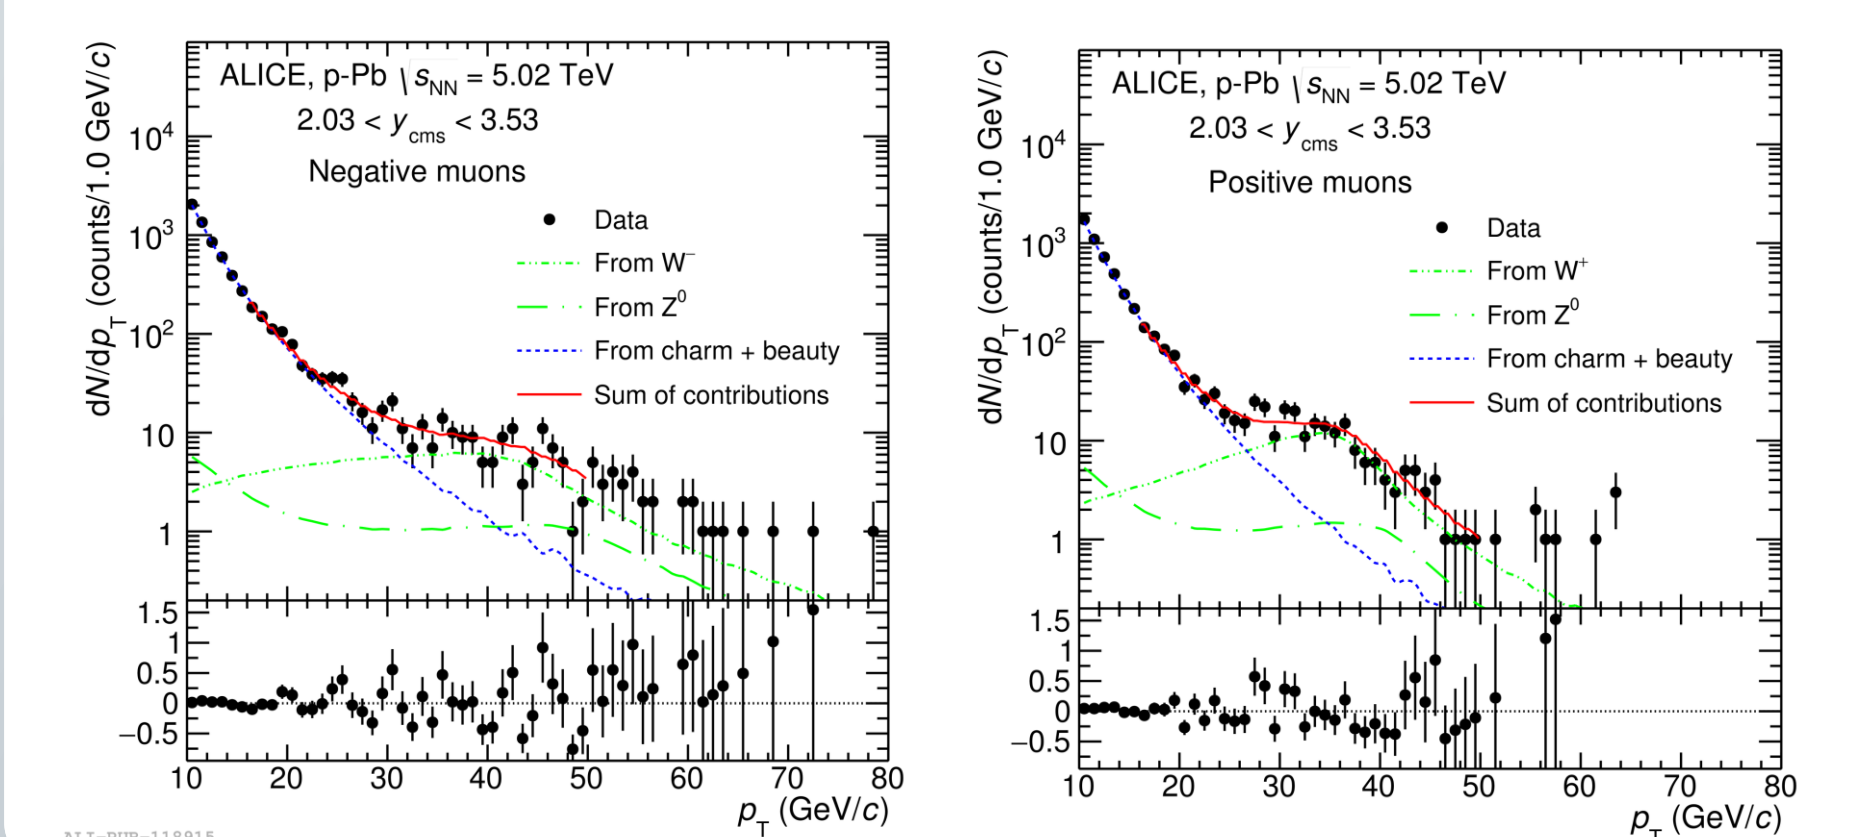 ALICE, p-Pb √sNN = 5.02 TeV
2.03 < ycms < 3.53
Negative muons
Data
From W−
From Z0
From charm + beauty
Sum of contributions
dN/dpT (counts/1.0 GeV/c)
10^4
10^3
10^2
10
1
1.5
1
0.5
0
−0.5
10 20 30 40 50 60 70 80
pT (GeV/c)
ALI−PUB−118915
ALICE, p-Pb √sNN = 5.02 TeV
2.03 < ycms < 3.53
Positive muons
Data
From W+
From Z0
From charm + beauty
Sum of contributions
dN/dpT (counts/1.0 GeV/c)
10^4
10^3
10^2
10
1
1.5
1
0.5
0
−0.5
10 20 30 40 50 60 70 80
pT (GeV/c)